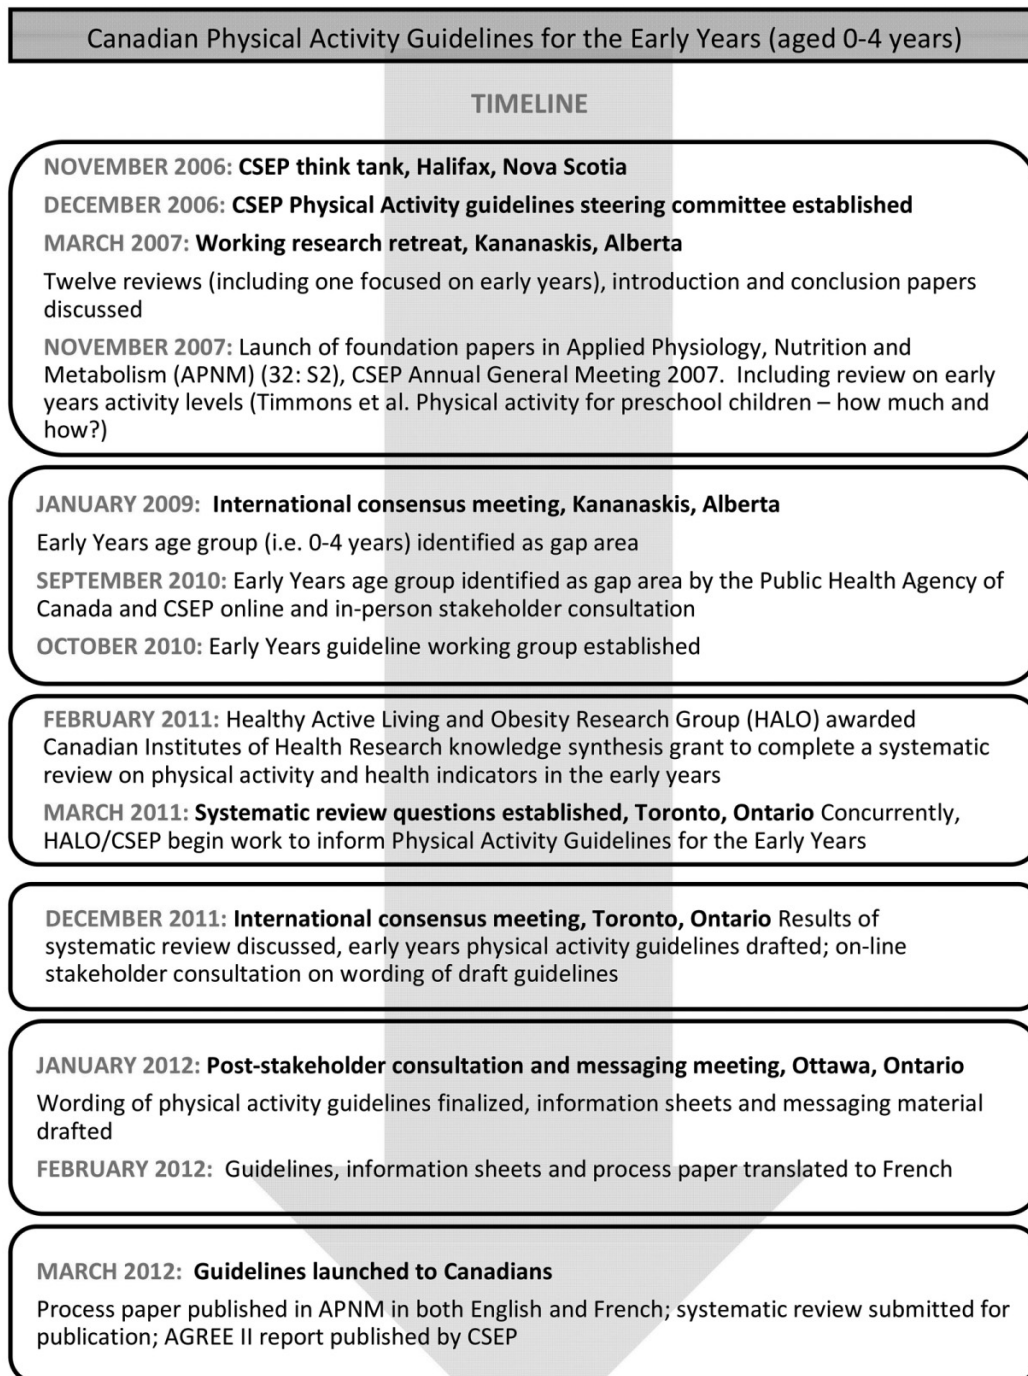 Canadian Physical Activity Guidelines for the Early Years (aged 0-4 years)
TIMELINE
NOVEMBER 2006: CSEP think tank, Halifax, Nova Scotia
DECEMBER 2006: CSEP Physical Activity guidelines steering committee established
MARCH 2007: Working research retreat, Kananaskis, Alberta
Twelve reviews (including one focused on early years), introduction and conclusion papers
discussed
NOVEMBER 2007: Launch of foundation papers in Applied Physiology, Nutrition and
Metabolism (APNM) (32: S2), CSEP Annual General Meeting 2007.  Including review on early
years activity levels (Timmons et al. Physical activity for preschool children – how much and
how?)
JANUARY 2009:  International consensus meeting, Kananaskis, Alberta
Early Years age group (i.e. 0-4 years) identified as gap area
SEPTEMBER 2010: Early Years age group identified as gap area by the Public Health Agency of
Canada and CSEP online and in-person stakeholder consultation
OCTOBER 2010: Early Years guideline working group established
FEBRUARY 2011: Healthy Active Living and Obesity Research Group (HALO) awarded
Canadian Institutes of Health Research knowledge synthesis grant to complete a systematic
review on physical activity and health indicators in the early years
MARCH 2011: Systematic review questions established, Toronto, Ontario Concurrently,
HALO/CSEP begin work to inform Physical Activity Guidelines for the Early Years
DECEMBER 2011: International consensus meeting, Toronto, Ontario Results of
systematic review discussed, early years physical activity guidelines drafted; on-line
stakeholder consultation on wording of draft guidelines
JANUARY 2012: Post-stakeholder consultation and messaging meeting, Ottawa, Ontario
Wording of physical activity guidelines finalized, information sheets and messaging material
drafted
FEBRUARY 2012:  Guidelines, information sheets and process paper translated to French
MARCH 2012:  Guidelines launched to Canadians
Process paper published in APNM in both English and French; systematic review submitted for
publication; AGREE II report published by CSEP